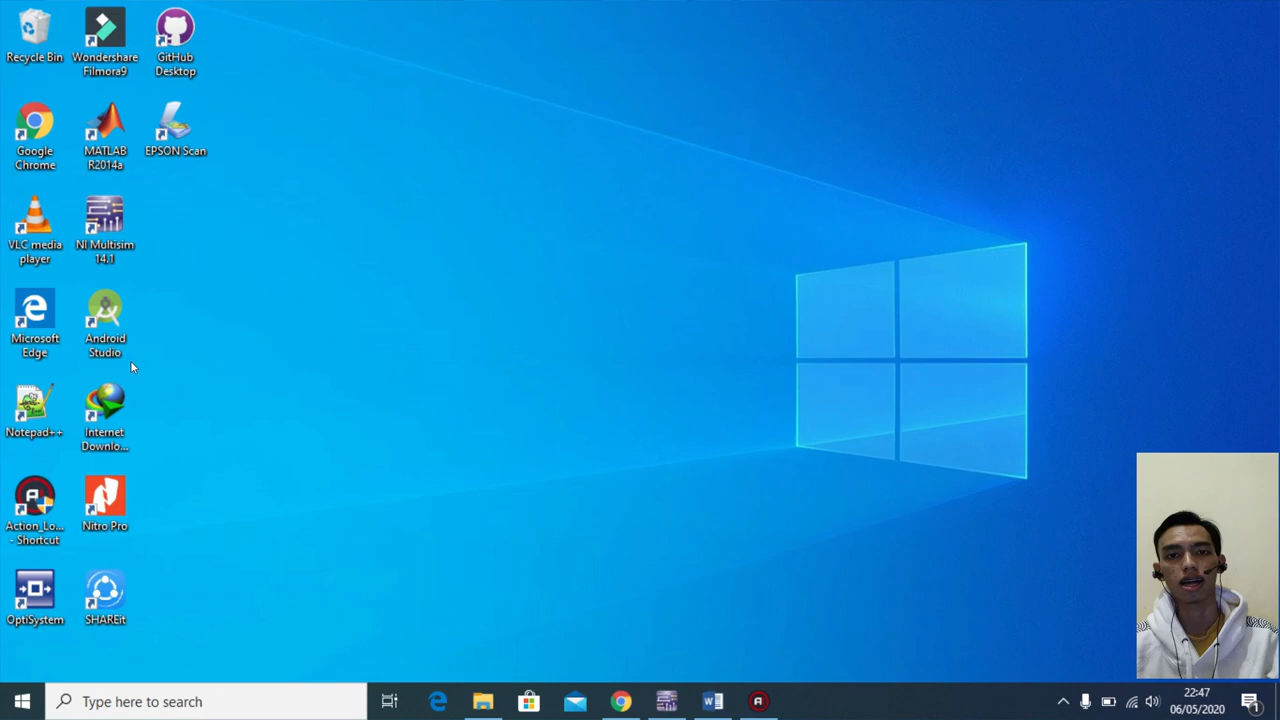 Recycle Bin
Wondershare
Filmora9
GitHub
Desktop
Google
Chrome
MATLAB
R2014a
EPSON Scan
VLC media
player
NI Multisim
14.1
Microsoft
Edge
Android
Studio
Notepad++
Internet
Downlo...
Action_Lo...
- Shortcut
Nitro Pro
OptiSystem
SHAREit
Type here to search
22:47
06/05/2020
1